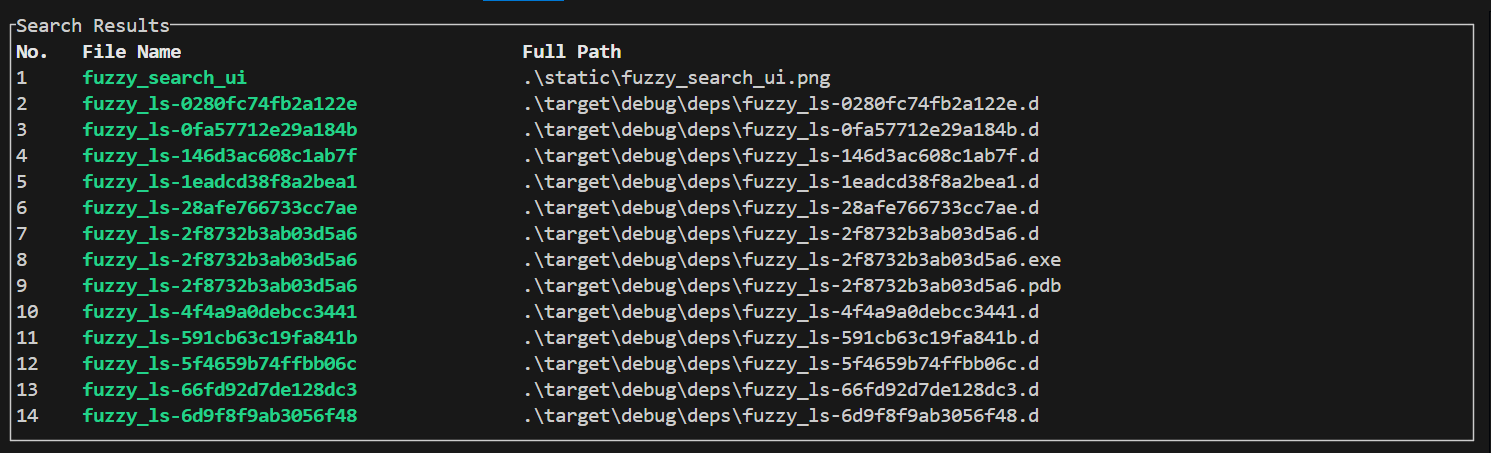 Search Results
No. File Name Full Path
1 fuzzy_search_ui .\static\fuzzy_search_ui.png
2 fuzzy_ls-0280fc74fb2a122e .\target\debug\deps\fuzzy_ls-0280fc74fb2a122e.d
3 fuzzy_ls-0fa57712e29a184b .\target\debug\deps\fuzzy_ls-0fa57712e29a184b.d
4 fuzzy_ls-146d3ac608c1ab7f .\target\debug\deps\fuzzy_ls-146d3ac608c1ab7f.d
5 fuzzy_ls-1eadcd38f8a2bea1 .\target\debug\deps\fuzzy_ls-1eadcd38f8a2bea1.d
6 fuzzy_ls-28afe766733cc7ae .\target\debug\deps\fuzzy_ls-28afe766733cc7ae.d
7 fuzzy_ls-2f8732b3ab03d5a6 .\target\debug\deps\fuzzy_ls-2f8732b3ab03d5a6.d
8 fuzzy_ls-2f8732b3ab03d5a6 .\target\debug\deps\fuzzy_ls-2f8732b3ab03d5a6.exe
9 fuzzy_ls-2f8732b3ab03d5a6 .\target\debug\deps\fuzzy_ls-2f8732b3ab03d5a6.pdb
10 fuzzy_ls-4f4a9a0debcc3441 .\target\debug\deps\fuzzy_ls-4f4a9a0debcc3441.d
11 fuzzy_ls-591cb63c19fa841b .\target\debug\deps\fuzzy_ls-591cb63c19fa841b.d
12 fuzzy_ls-5f4659b74ffbb06c .\target\debug\deps\fuzzy_ls-5f4659b74ffbb06c.d
13 fuzzy_ls-66fd92d7de128dc3 .\target\debug\deps\fuzzy_ls-66fd92d7de128dc3.d
14 fuzzy_ls-6d9f8f9ab3056f48 .\target\debug\deps\fuzzy_ls-6d9f8f9ab3056f48.d